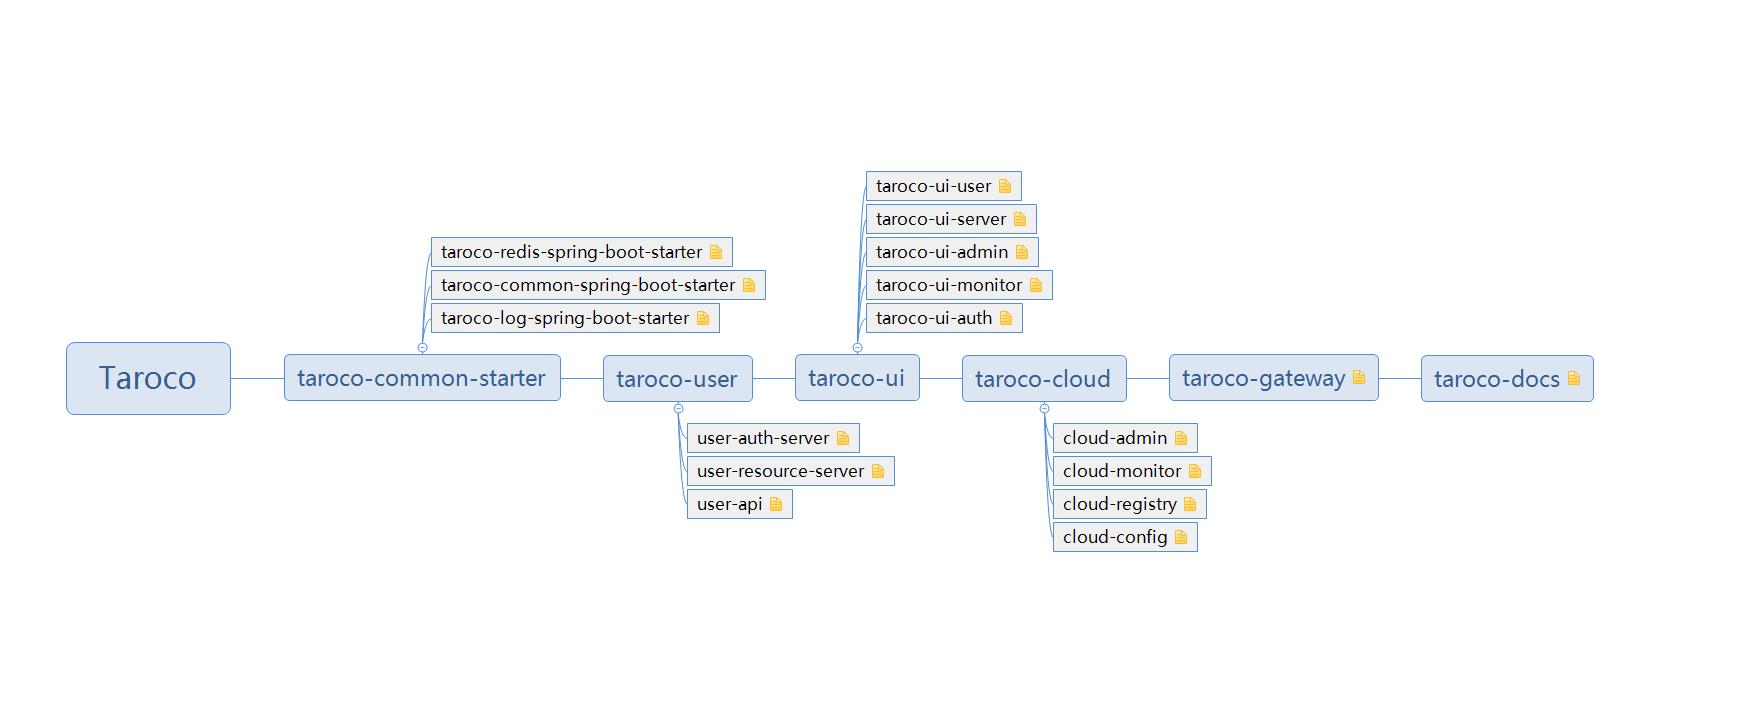 taroco-ui-user
taroco-ui-server
taroco-redis-spring-boot-starter
taroco-ui-admin
taroco-common-spring-boot-starter
taroco-ui-monitor
taroco-log-spring-boot-starter
taroco-ui-auth
Taroco
taroco-common-starter
taroco-user
taroco-ui
taroco-cloud
taroco-gateway
taroco-docs
user-auth-server
cloud-admin
user-resource-server
cloud-monitor
user-api
cloud-registry
cloud-config